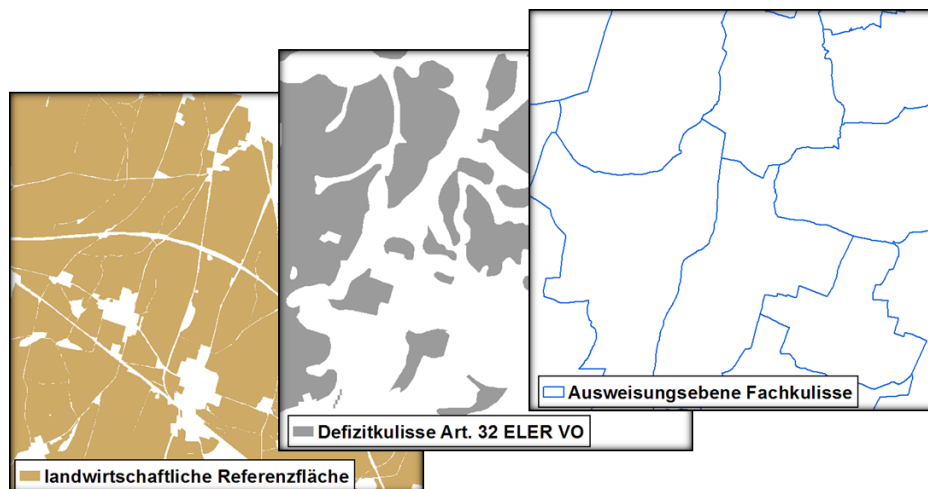 landwirtschaftliche Referenzfläche
Defizitkulisse Art. 32 ELER VO
Ausweisungsebene Fachkulisse